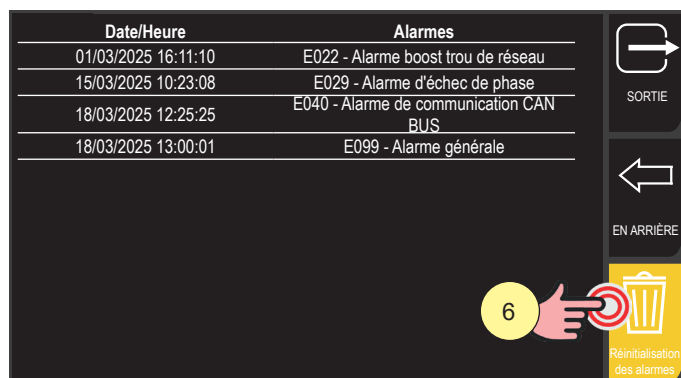 Date/Heure Alarmes
01/03/2025 16:11:10 E022 - Alarme boost trou de réseau
15/03/2025 10:23:08 E029 - Alarme d'échec de phase
18/03/2025 12:25:25 E040 - Alarme de communication CAN
BUS
18/03/2025 13:00:01 E099 - Alarme générale
SORTIE
EN ARRIÈRE
6
Réinitialisation
des alarmes